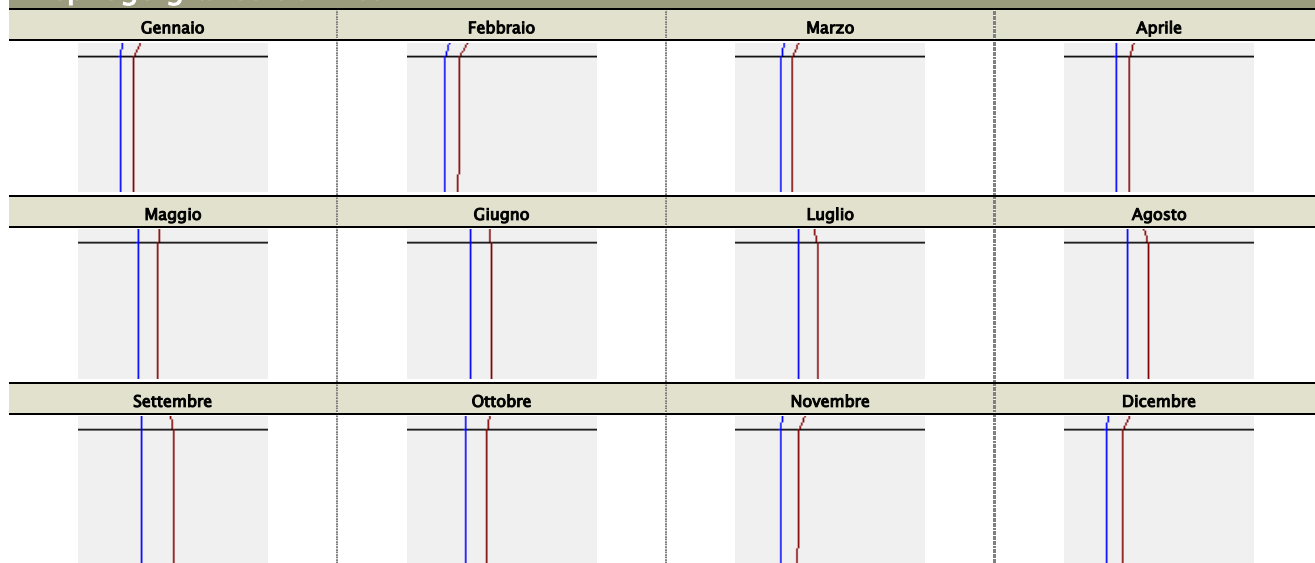 Gennaio Febbraio Marzo Aprile
Maggio Giugno Luglio Agosto
Settembre Ottobre Novembre Dicembre